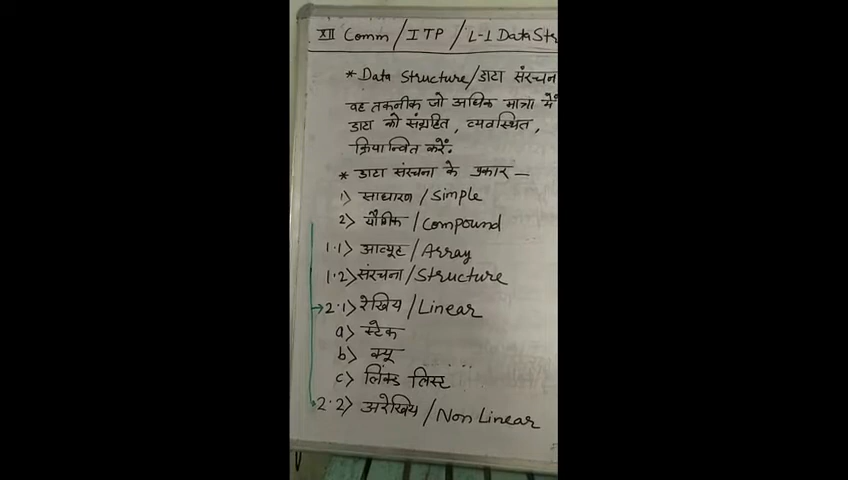 XII Comm / ITP / L-1 Data Str
* Data Structure / डाटा संरचन
वह तकनीक जो अधिक मात्रा में
डाटा को संग्रहित, व्यवस्थित,
क्रियान्वित करें.
* डाटा संरचना के प्रकार —
1) साधारण / Simple
2) यौगिक / Compound
1.1) आव्यूह / Array
1.2) संरचना / Structure
2.1) रेखिय / Linear
a) स्टेक
b) क्यू
c) लिंक्ड लिस्ट
2.2) अरेखिय / Non Linear